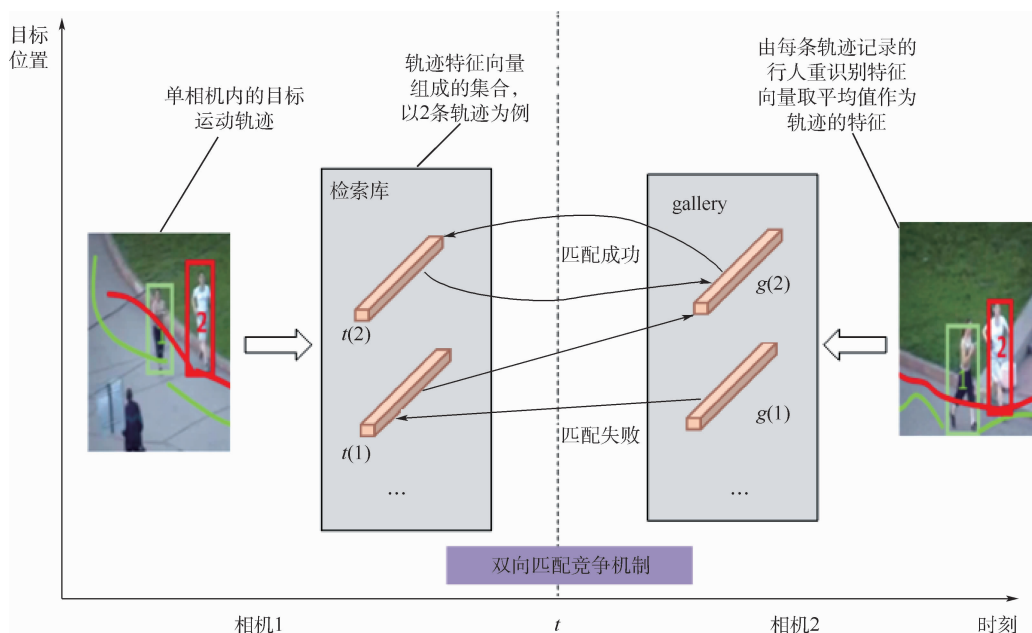 目标
位置
单相机内的目标
运动轨迹
轨迹特征向量
组成的集合，
以2条轨迹为例
由每条轨迹记录的
行人重识别特征
向量取平均值作为
轨迹的特征
检索库
gallery
匹配成功
t(2)
g(2)
t(1)
g(1)
匹配失败
...
...
1
2
1
2
双向匹配竞争机制
相机1
t
相机2
时刻